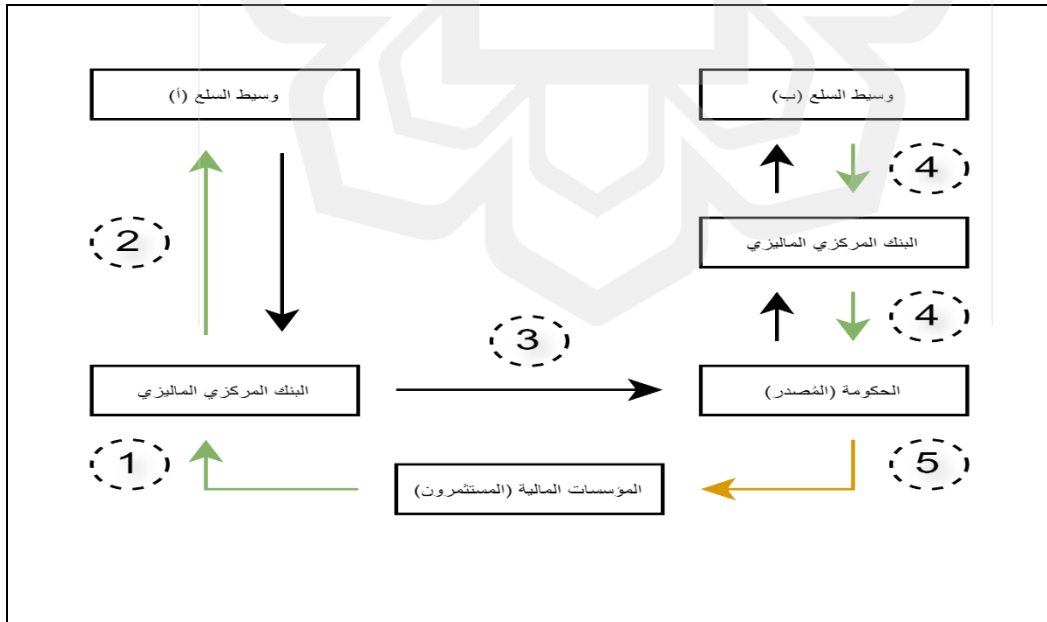 وسيط السلع (أ)
وسيط السلع (ب)
4
البنك المركزي الماليزي
2
4
3
البنك المركزي الماليزي
الحكومة (المُصدر)
1
المؤسسات المالية (المستثمرون)
5